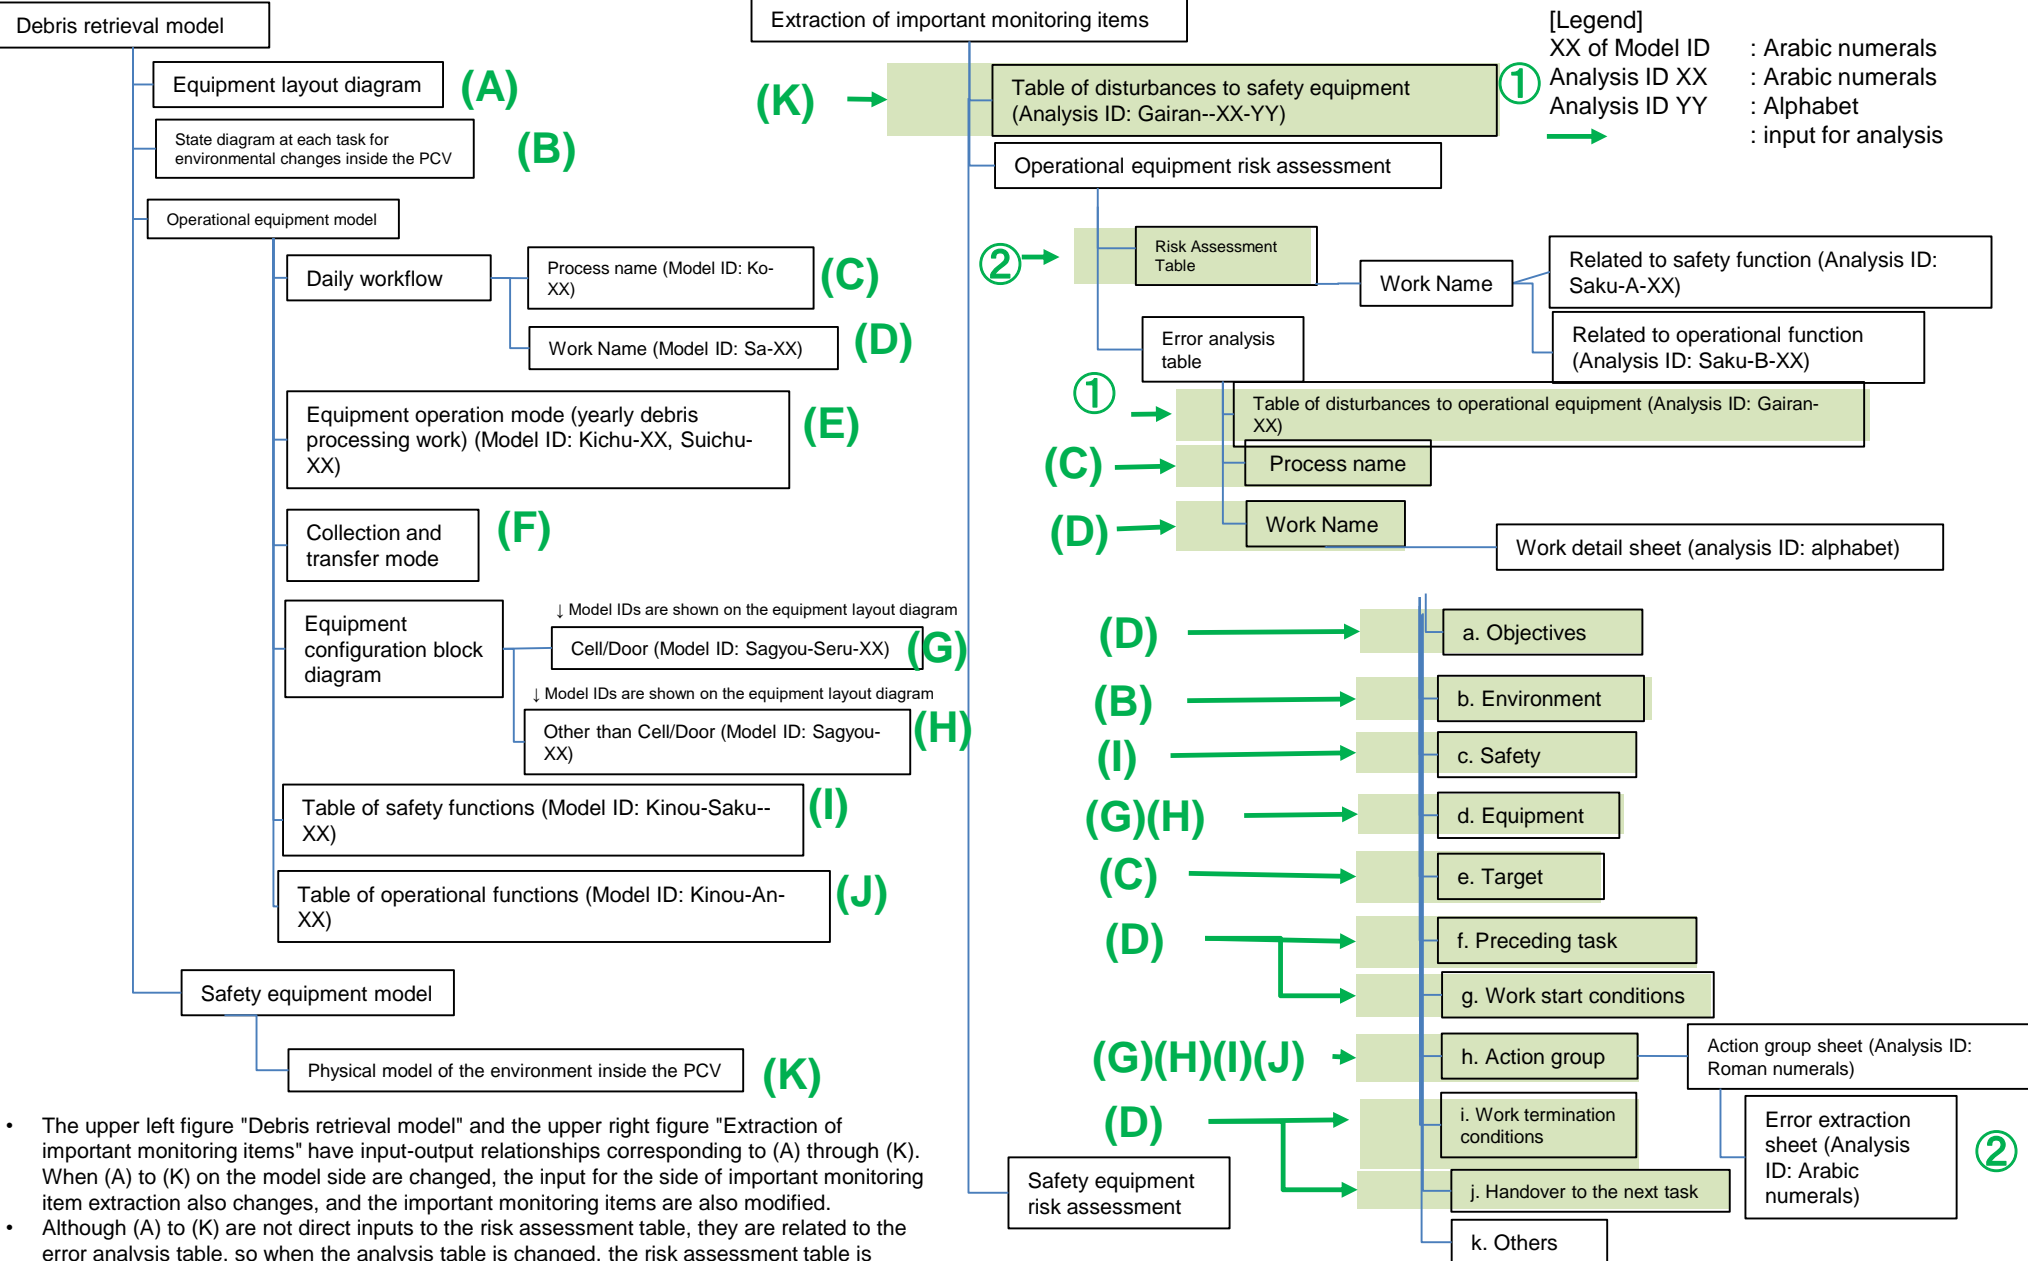 Debris retrieval model
Equipment layout diagram
(A)
State diagram at each task for
environmental changes inside the PCV
(B)
Operational equipment model
Daily workflow
Process name (Model ID: Ko-
XX)
(C)
Work Name (Model ID: Sa-XX)
(D)
Equipment operation mode (yearly debris
processing work) (Model ID: Kichu-XX, Suichu-
XX)
(E)
Collection and
transfer mode
(F)
Equipment
configuration block
diagram
↓ Model IDs are shown on the equipment layout diagram
Cell/Door (Model ID: Sagyou-Seru-XX)
(G)
↓ Model IDs are shown on the equipment layout diagram
Other than Cell/Door (Model ID: Sagyou-
XX)
(H)
Table of safety functions (Model ID: Kinou-Saku--
XX)
(I)
Table of operational functions (Model ID: Kinou-An-
XX)
(J)
Safety equipment model
Physical model of the environment inside the PCV
(K)
• The upper left figure "Debris retrieval model" and the upper right figure "Extraction of
important monitoring items" have input-output relationships corresponding to (A) through (K).
When (A) to (K) on the model side are changed, the input for the side of important monitoring
item extraction also changes, and the important monitoring items are also modified.
• Although (A) to (K) are not direct inputs to the risk assessment table, they are related to the
error analysis table, so when the analysis table is changed, the risk assessment table is
Extraction of important monitoring items
(K)
Table of disturbances to safety equipment
(Analysis ID: Gairan--XX-YY)
①
[Legend]
XX of Model ID : Arabic numerals
Analysis ID XX : Arabic numerals
Analysis ID YY : Alphabet
: input for analysis
Operational equipment risk assessment
②
Risk Assessment
Table
Work Name
Related to safety function (Analysis ID:
Saku-A-XX)
Related to operational function
(Analysis ID: Saku-B-XX)
Error analysis
table
①
Table of disturbances to operational equipment (Analysis ID: Gairan-
XX)
(C)
Process name
(D)
Work Name
Work detail sheet (analysis ID: alphabet)
(D)
a. Objectives
(B)
b. Environment
(I)
c. Safety
(G)(H)
d. Equipment
(C)
e. Target
(D)
f. Preceding task
g. Work start conditions
(G)(H)(I)(J)
h. Action group
Action group sheet (Analysis ID:
Roman numerals)
(D)
i. Work termination
conditions
Error extraction
sheet (Analysis
ID: Arabic
numerals)
②
Safety equipment
risk assessment
j. Handover to the next task
k. Others